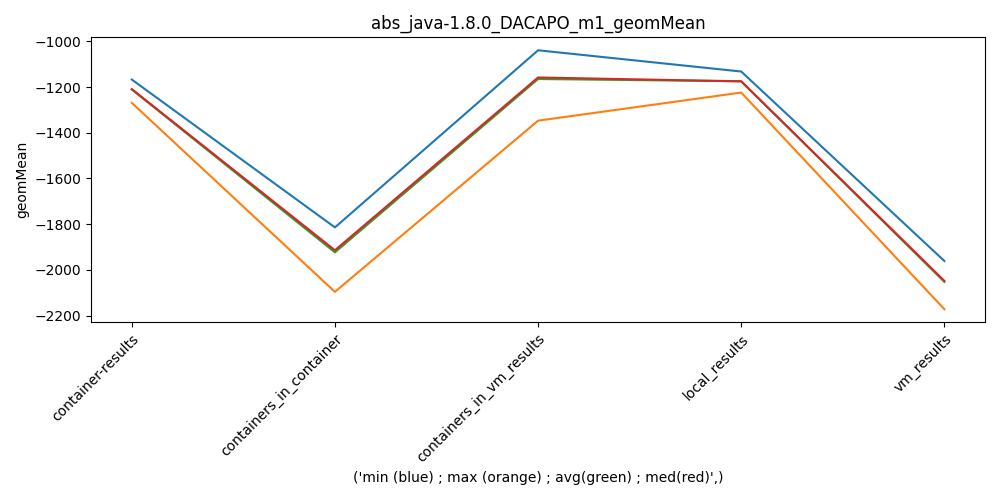 abs_java-1.8.0_DACAPO_m1_geomMean
−1000
−1200
−1400
−1600
−1800
−2000
−2200
geomMean
container-results
containers_in_container
containers_in_vm_results
local_results
vm_results
('min (blue) ; max (orange) ; avg(green) ; med(red)',)